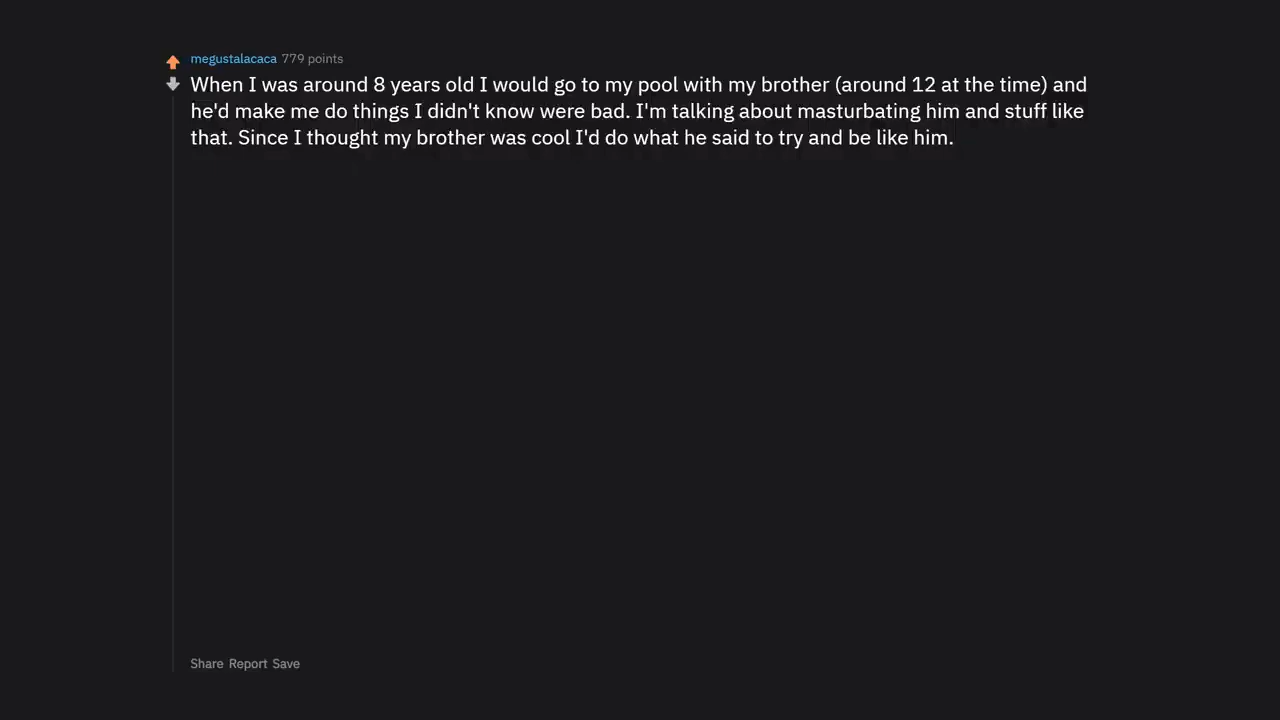 megustalacaca 779 points
When I was around 8 years old I would go to my pool with my brother (around 12 at the time) and
he'd make me do things I didn't know were bad. I'm talking about masturbating him and stuff like
that. Since I thought my brother was cool I'd do what he said to try and be like him.
Share Report Save